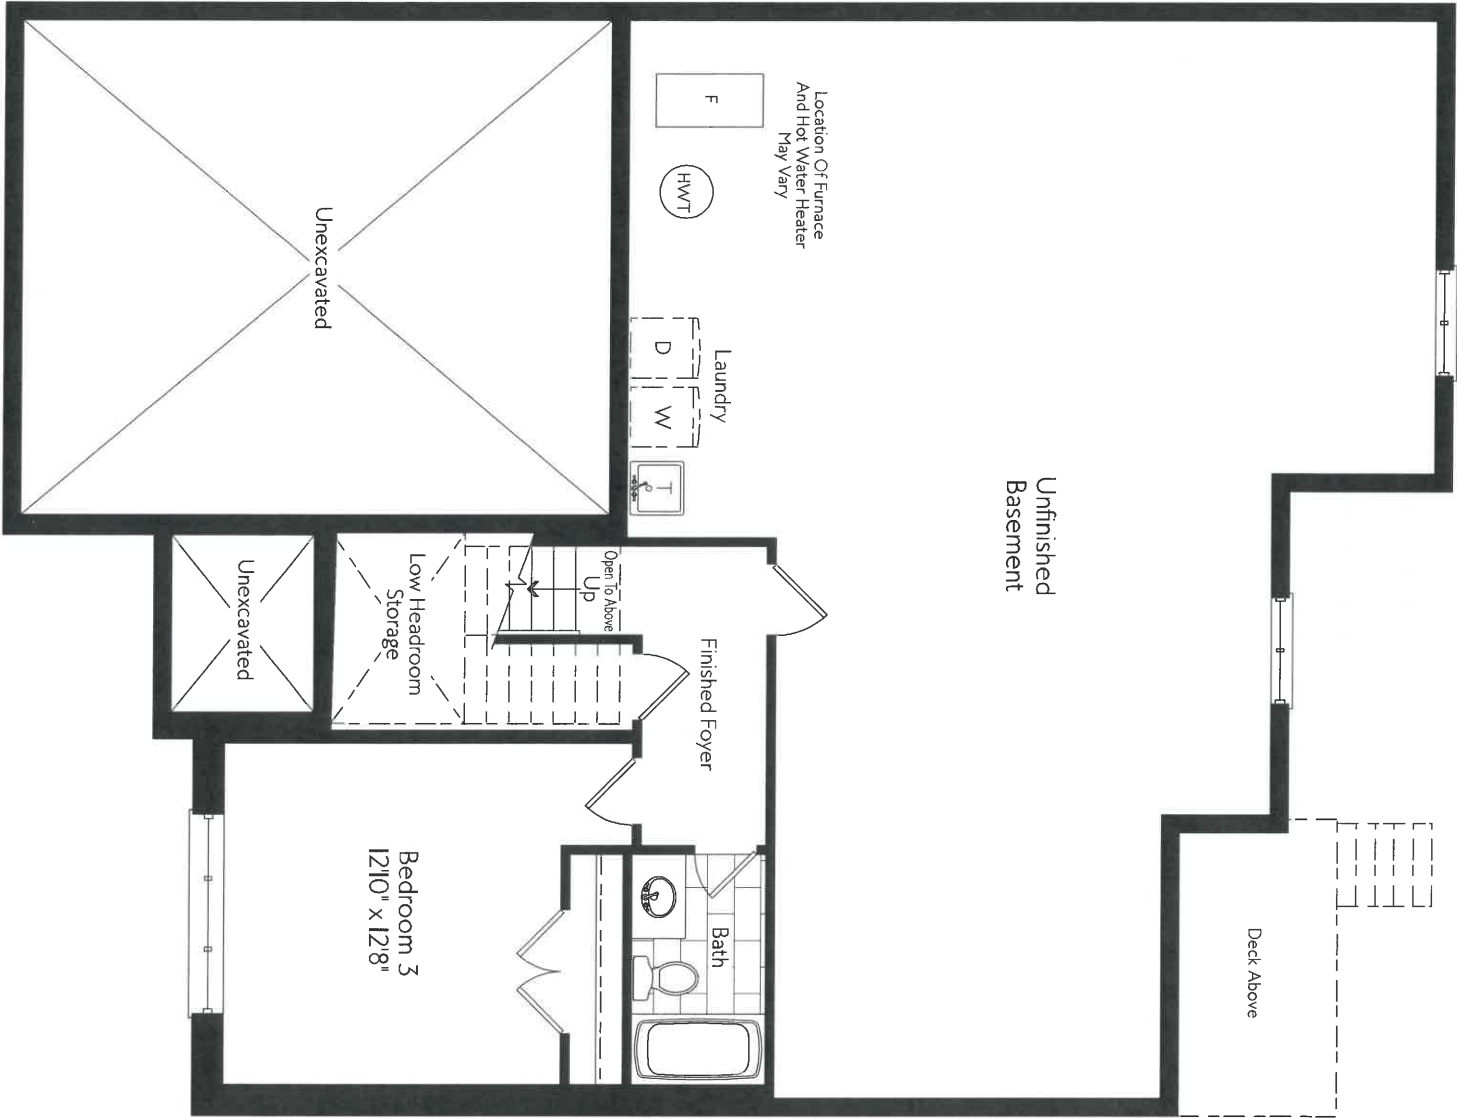 Deck Above
Unfinished
Basement
Location Of Furnace
And Hot Water Heater
May Vary
F
HWT
Laundry
D
W
T
Finished Foyer
Bath
Open To Above
Up
Low Headroom
Storage
Bedroom 3
12'10" x 12'8"
Unexcavated
Unexcavated